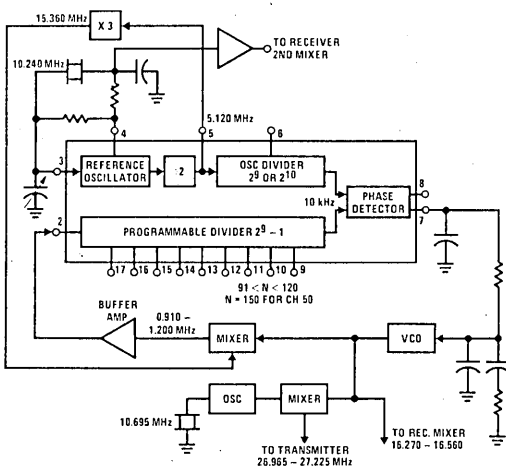 15.360 MHz
X 3
TO RECEIVER
2ND MIXER
10.240 MHz
5.120 MHz
4
5
6
3
REFERENCE
OSCILLATOR
÷2
OSC DIVIDER
2⁹ OR 2¹⁰
10 kHz
PHASE
DETECTOR
8
7
2
PROGRAMMABLE DIVIDER 2⁹ – 1
17 16 15 14 13 12 11 10 9
91 < N < 120
N = 150 FOR CH 50
BUFFER
AMP
0.910 –
1.200 MHz
MIXER
VCO
10.695 MHz
OSC
MIXER
TO REC. MIXER
16.270 – 16.560
TO TRANSMITTER
26.965 – 27.225 MHz